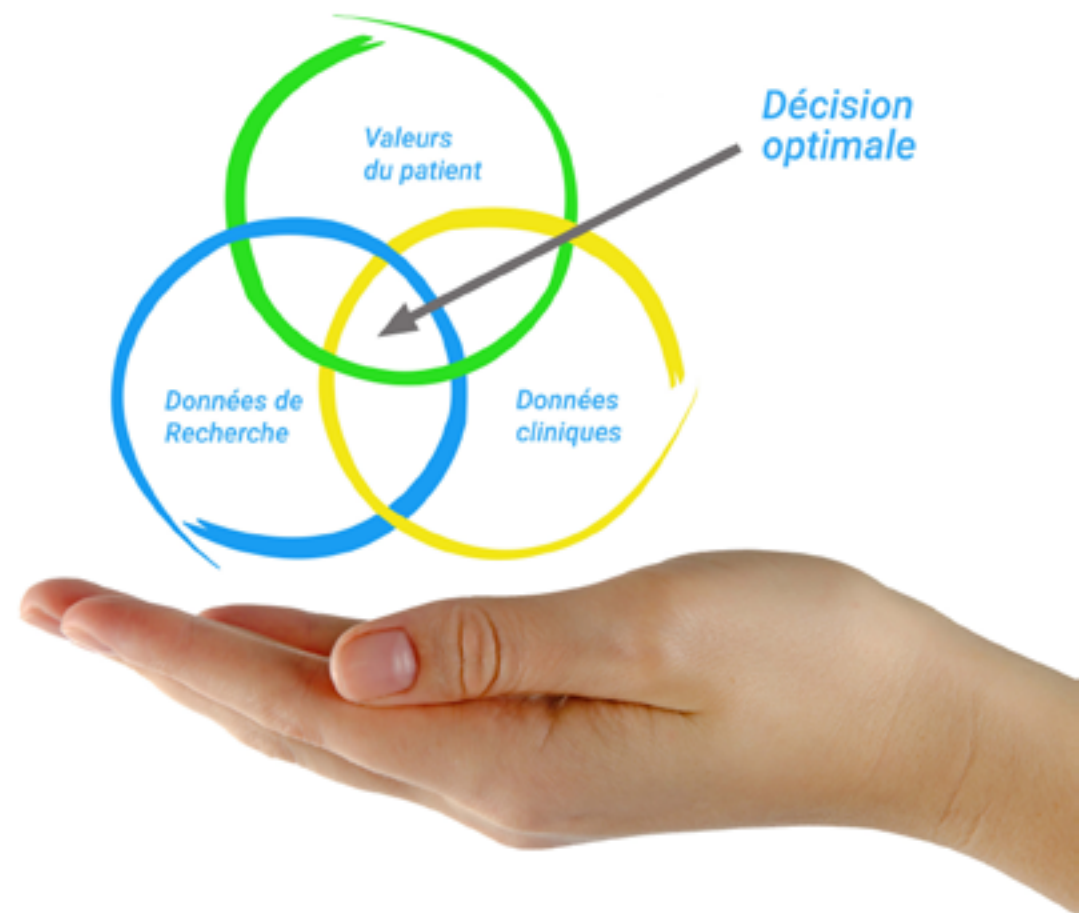 Décision
optimale
Valeurs
du patient
Données de
Recherche
Données
cliniques